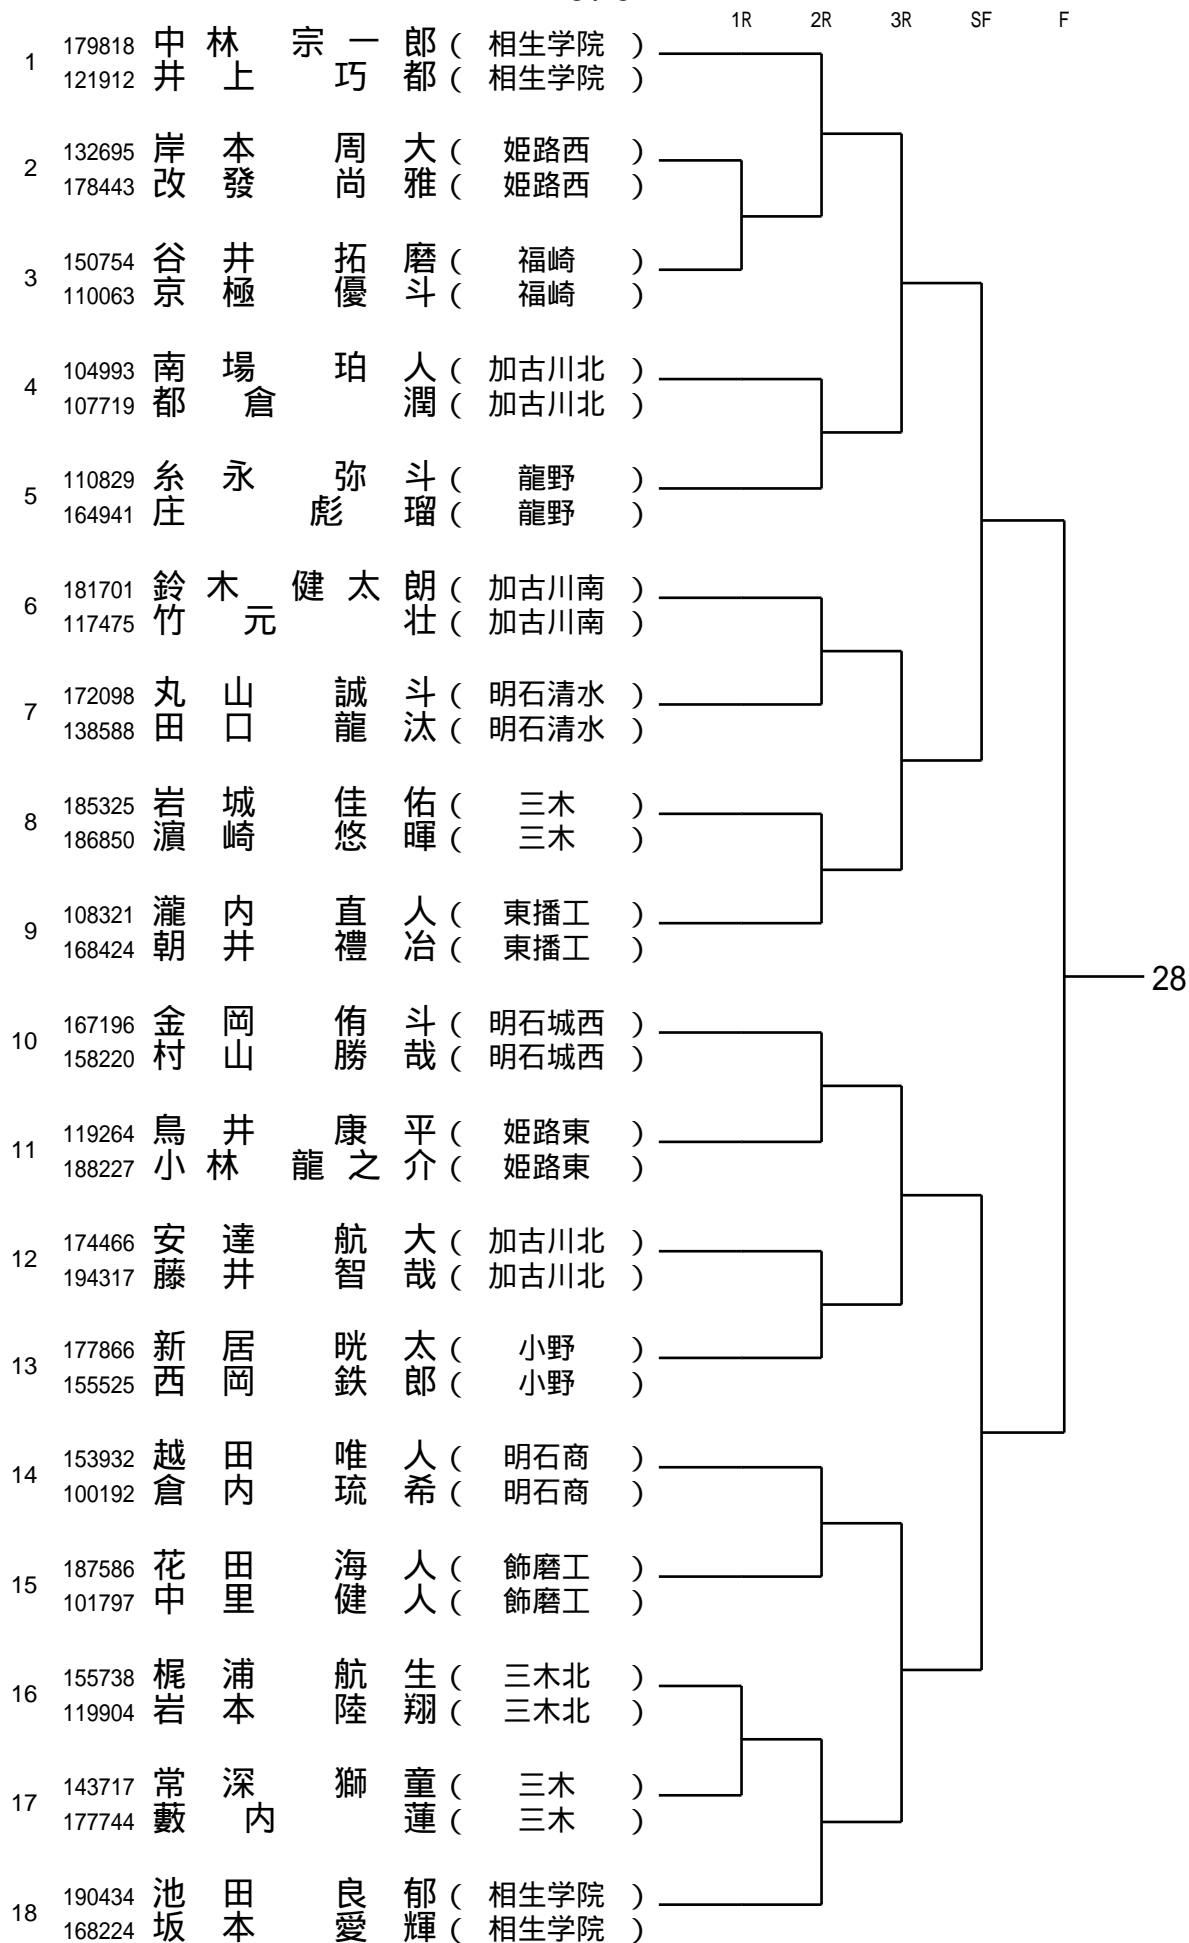 1R 2R 3R SF F
1 179818 中林 宗一郎 ( 相生学院 )
121912 井上 巧都 ( 相生学院 )
2 132695 岸本 周大 ( 姫路西 )
178443 改發 尚雅 ( 姫路西 )
3 150754 谷井 拓磨 ( 福崎 )
110063 京極 優斗 ( 福崎 )
4 104993 南場 珀人 ( 加古川北 )
107719 都倉 潤 ( 加古川北 )
5 110829 糸永 弥斗 ( 龍野 )
164941 庄 彪瑠 ( 龍野 )
6 181701 鈴木 健太朗 ( 加古川南 )
117475 竹元 壮 ( 加古川南 )
7 172098 丸山 誠斗 ( 明石清水 )
138588 田口 龍汰 ( 明石清水 )
8 185325 岩城 佳佑 ( 三木 )
186850 濵崎 悠暉 ( 三木 )
9 108321 瀧内 直人 ( 東播工 )
168424 朝井 禮冶 ( 東播工 )
28
10 167196 金岡 侑斗 ( 明石城西 )
158220 村山 勝哉 ( 明石城西 )
11 119264 鳥井 康平 ( 姫路東 )
188227 小林 龍之介 ( 姫路東 )
12 174466 安達 航大 ( 加古川北 )
194317 藤井 智哉 ( 加古川北 )
13 177866 新居 晄太 ( 小野 )
155525 西岡 鉄郎 ( 小野 )
14 153932 越田 唯人 ( 明石商 )
100192 倉内 琉希 ( 明石商 )
15 187586 花田 海人 ( 飾磨工 )
101797 中里 健人 ( 飾磨工 )
16 155738 梶浦 航生 ( 三木北 )
119904 岩本 陸翔 ( 三木北 )
17 143717 常深 獅童 ( 三木 )
177744 藪内 蓮 ( 三木 )
18 190434 池田 良郁 ( 相生学院 )
168224 坂本 愛輝 ( 相生学院 )